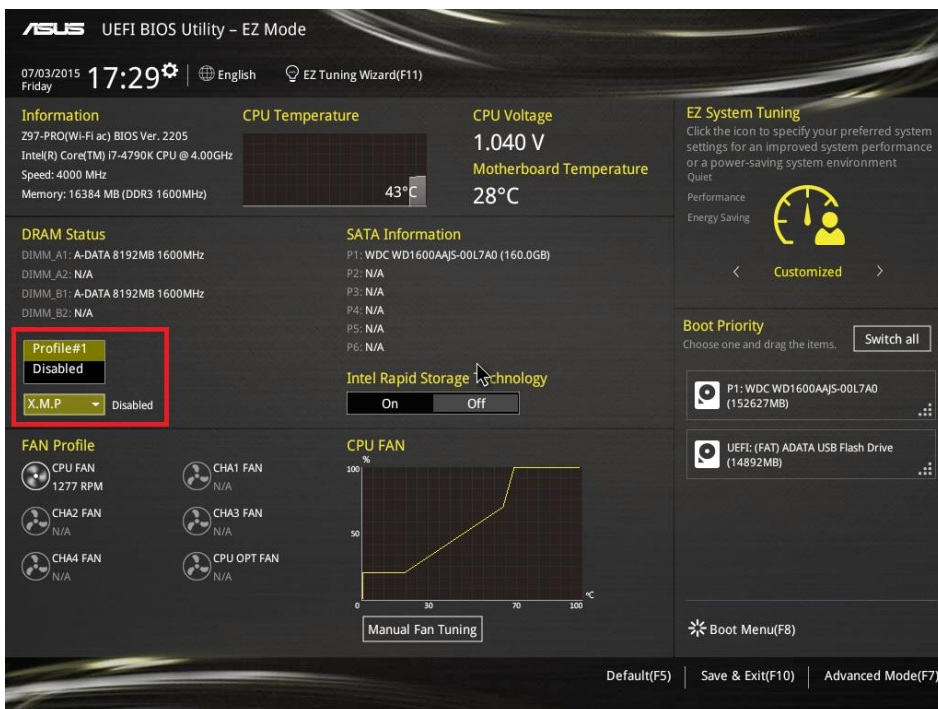 ASUS UEFI BIOS Utility – EZ Mode
07/03/2015
Friday
17:29
English
EZ Tuning Wizard(F11)
Information
Z97-PRO(Wi-Fi ac) BIOS Ver. 2205
Intel(R) Core(TM) i7-4790K CPU @ 4.00GHz
Speed: 4000 MHz
Memory: 16384 MB (DDR3 1600MHz)
CPU Temperature
43°C
CPU Voltage
1.040 V
Motherboard Temperature
28°C
EZ System Tuning
Click the icon to specify your preferred system
settings for an improved system performance
or a power-saving system environment
Quiet
Performance
Energy Saving
< Customized >
DRAM Status
DIMM_A1: A-DATA 8192MB 1600MHz
DIMM_A2: N/A
DIMM_B1: A-DATA 8192MB 1600MHz
DIMM_B2: N/A
Profile#1
Disabled
X.M.P Disabled
SATA Information
P1: WDC WD1600AAJS-00L7A0 (160.0GB)
P2: N/A
P3: N/A
P4: N/A
P5: N/A
P6: N/A
Intel Rapid Storage Technology
On Off
Boot Priority
Choose one and drag the items.
Switch all
P1: WDC WD1600AAJS-00L7A0
(152627MB)
UEFI: (FAT) ADATA USB Flash Drive
(14892MB)
FAN Profile
CPU FAN
1277 RPM
CHA1 FAN
N/A
CHA2 FAN
N/A
CHA3 FAN
N/A
CHA4 FAN
N/A
CPU OPT FAN
N/A
CPU FAN
%
100
50
0 30 70 100
°C
Manual Fan Tuning
Boot Menu(F8)
Default(F5) Save & Exit(F10) Advanced Mode(F7)